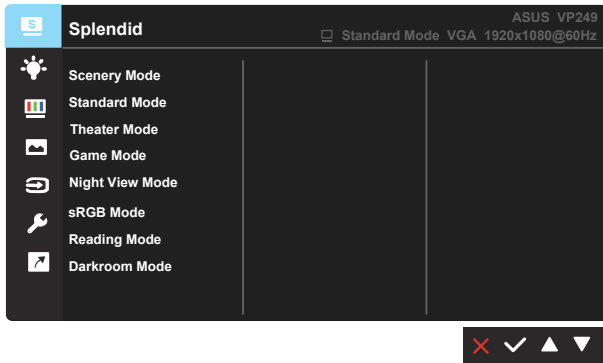 S
Splendid
ASUS VP249
Standard Mode VGA 1920x1080@60Hz
Scenery Mode
Standard Mode
Theater Mode
Game Mode
Night View Mode
sRGB Mode
Reading Mode
Darkroom Mode